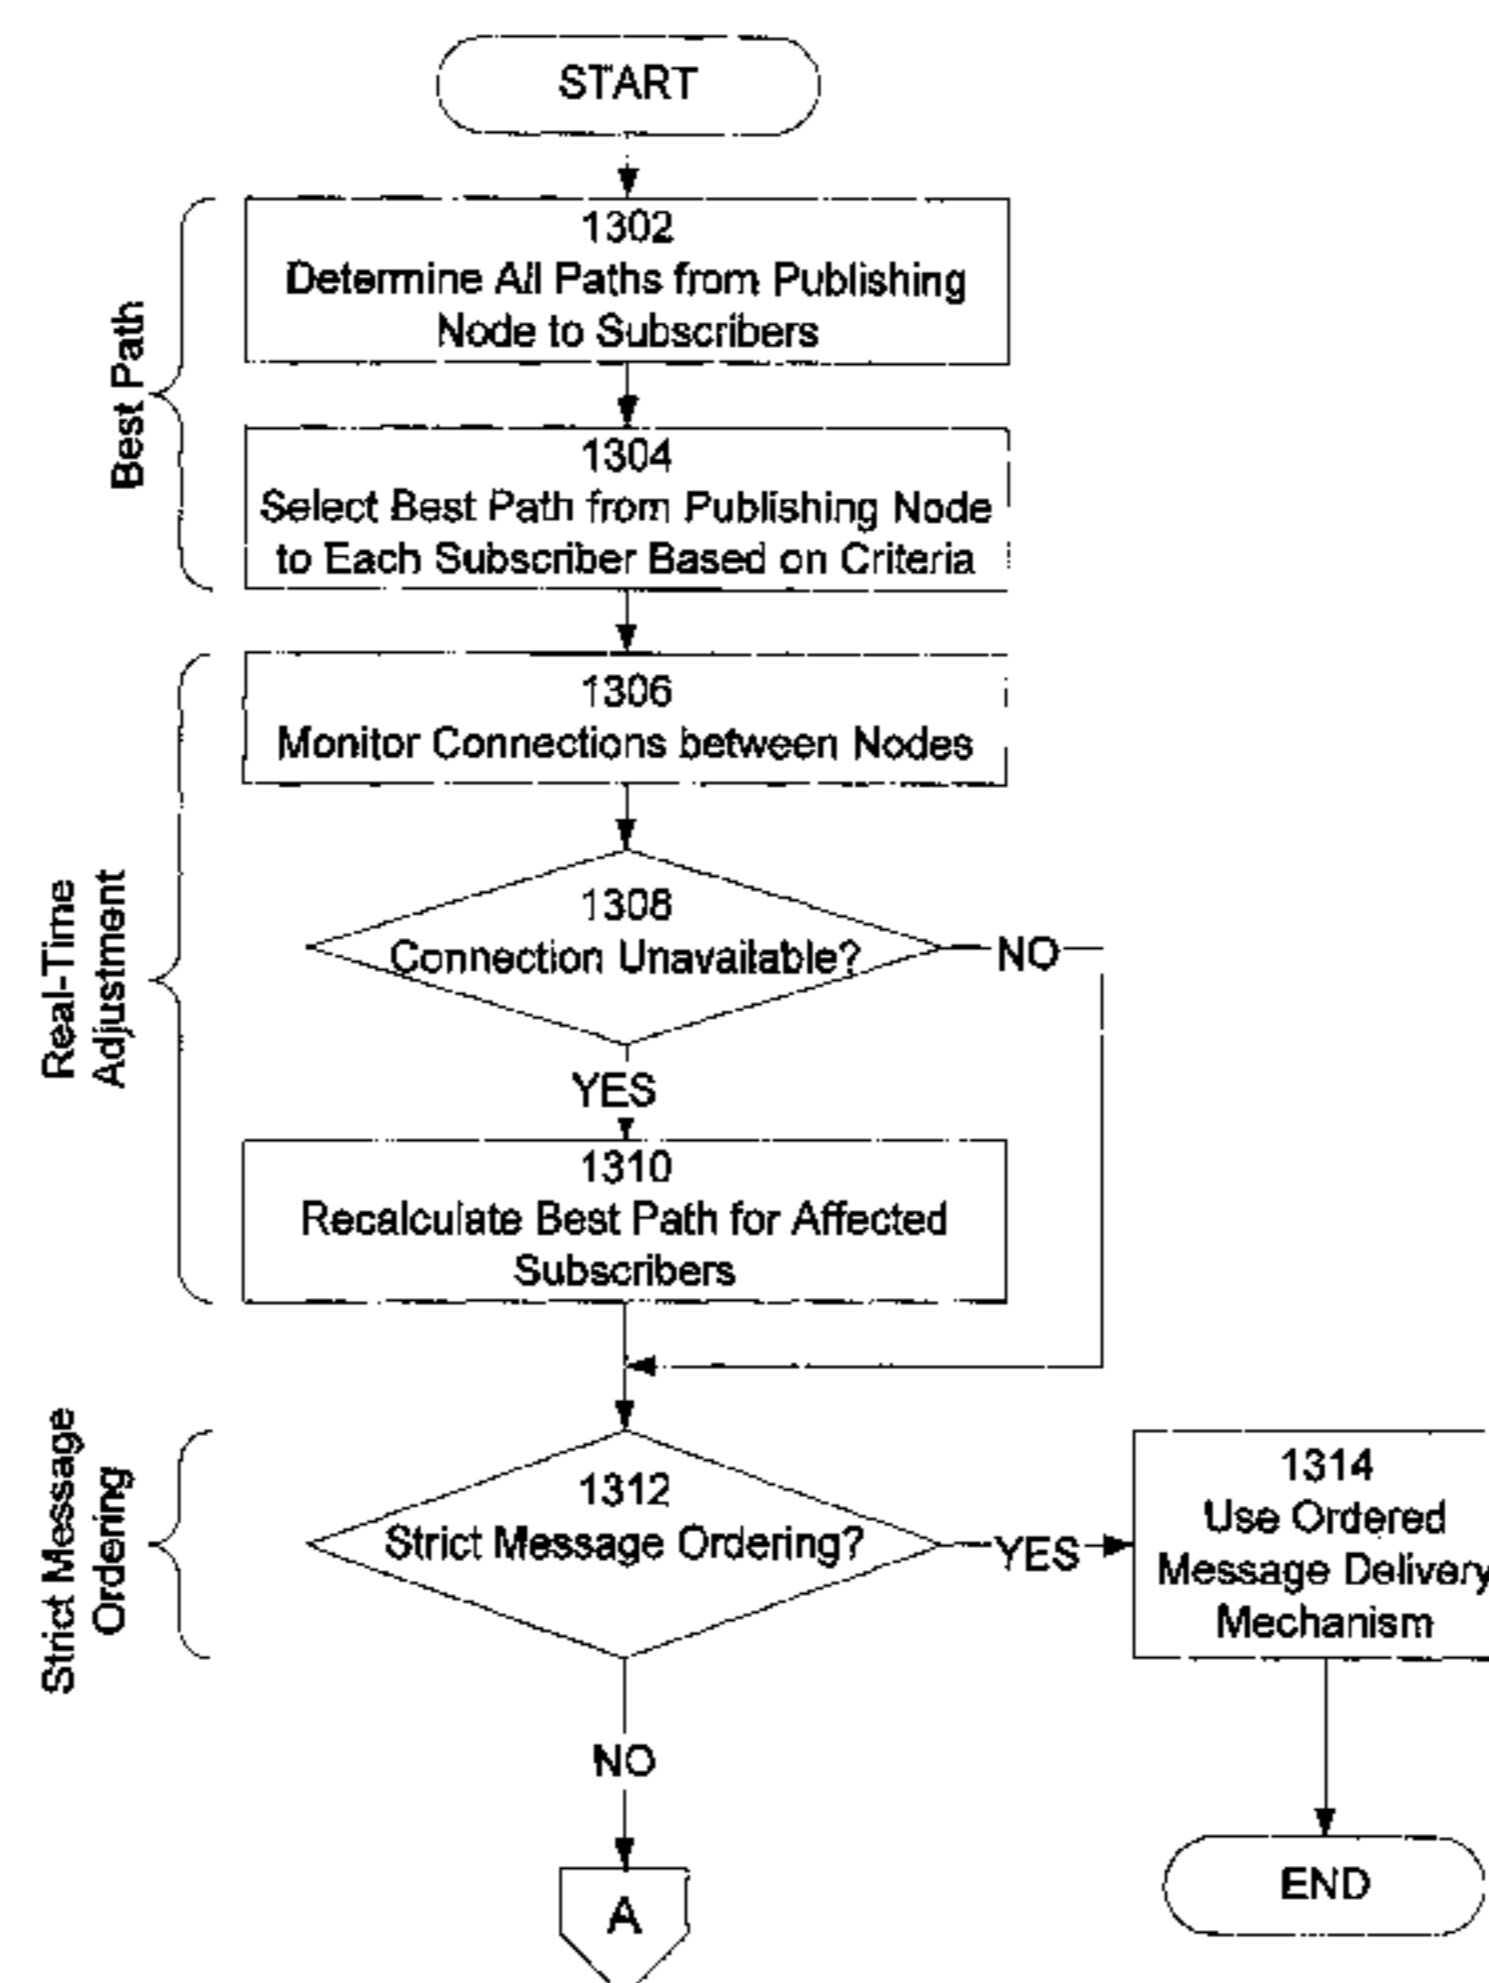 START
Best Path
1302
Determine All Paths from Publishing
Node to Subscribers
1304
Select Best Path from Publishing Node
to Each Subscriber Based on Criteria
Real-Time
Adjustment
1306
Monitor Connections between Nodes
1308
Connection Unavailable?
NO
YES
1310
Recalculate Best Path for Affected
Subscribers
Strict Message
Ordering
1312
Strict Message Ordering?
YES
1314
Use Ordered
Message Delivery
Mechanism
NO
A
END